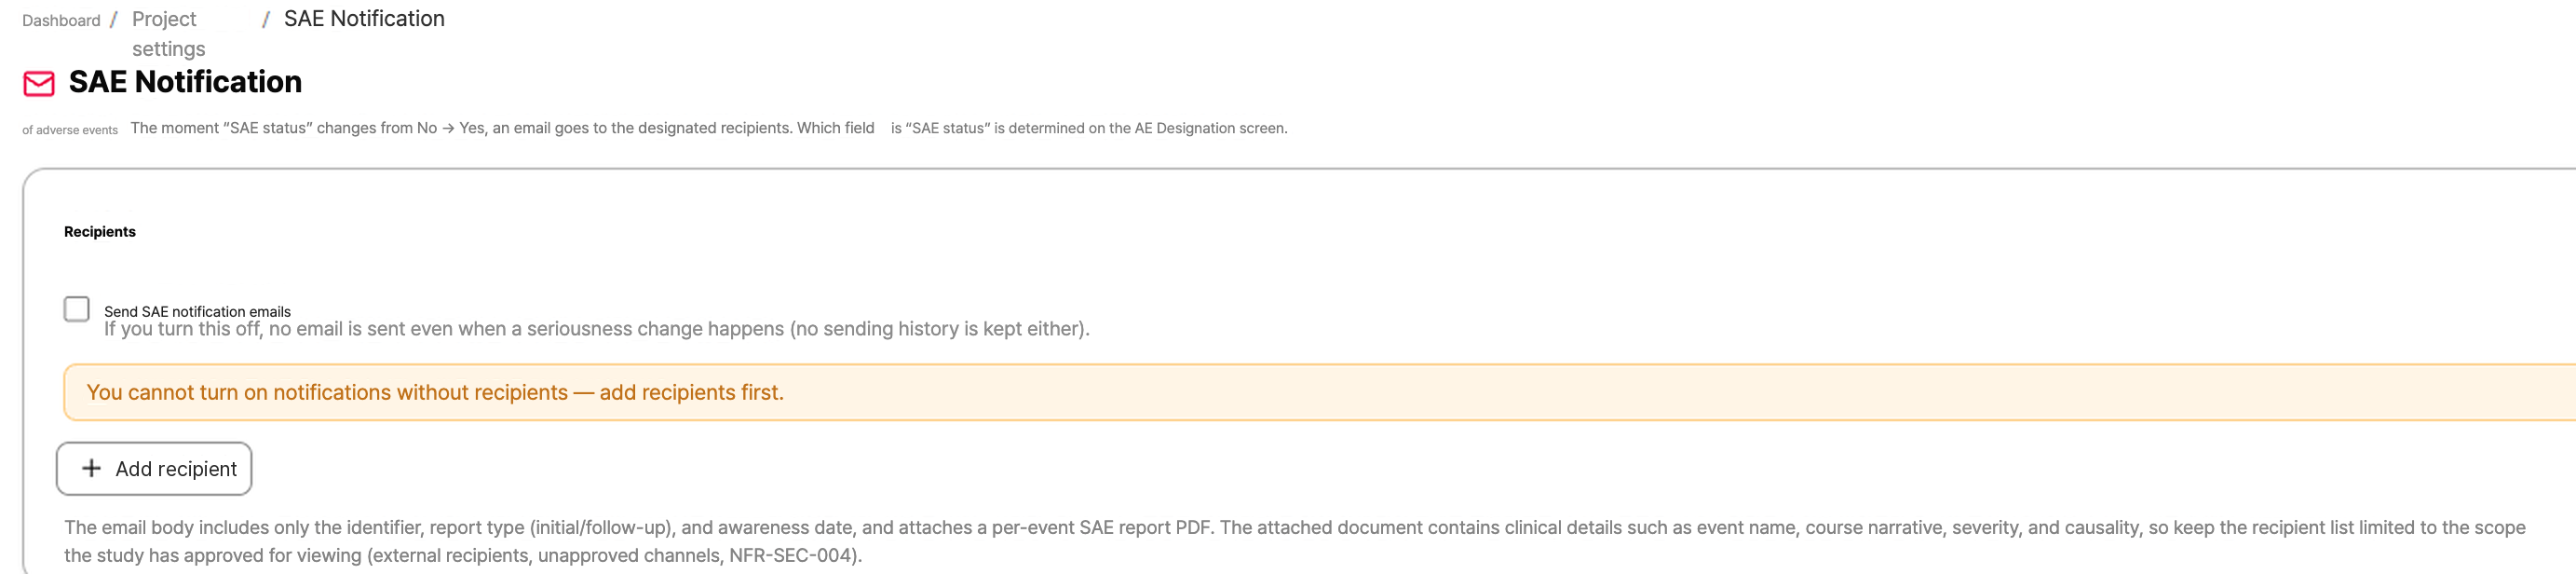 Dashboard / Project settings / SAE Notification
SAE Notification
of adverse events The moment “SAE status” changes from No → Yes, an email goes to the designated recipients. Which field is “SAE status” is determined on the AE Designation screen.
Recipients
Send SAE notification emails
If you turn this off, no email is sent even when a seriousness change happens (no sending history is kept either).
You cannot turn on notifications without recipients — add recipients first.
+ Add recipient
The email body includes only the identifier, report type (initial/follow-up), and awareness date, and attaches a per-event SAE report PDF. The attached document contains clinical details such as event name, course narrative, severity, and causality, so keep the recipient list limited to the scope
the study has approved for viewing (external recipients, unapproved channels, NFR-SEC-004).